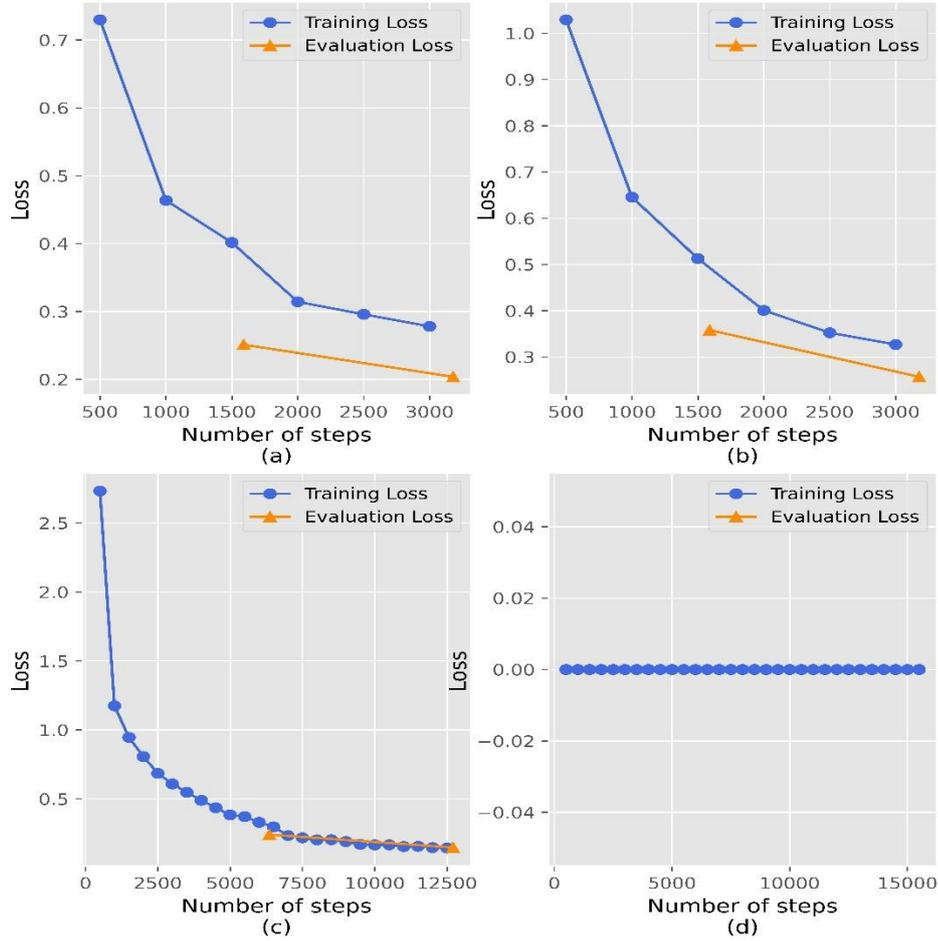 Training Loss
Evaluation Loss
0.7
0.6
0.5
0.4
0.3
0.2
Loss
500 1000 1500 2000 2500 3000
Number of steps
(a)
Training Loss
Evaluation Loss
1.0
0.9
0.8
0.7
0.6
0.5
0.4
0.3
Loss
500 1000 1500 2000 2500 3000
Number of steps
(b)
Training Loss
Evaluation Loss
2.5
2.0
1.5
1.0
0.5
Loss
0 2500 5000 7500 10000 12500
Number of steps
(c)
Training Loss
Evaluation Loss
0.04
0.02
0.00
−0.02
−0.04
Loss
0 5000 10000 15000
Number of steps
(d)